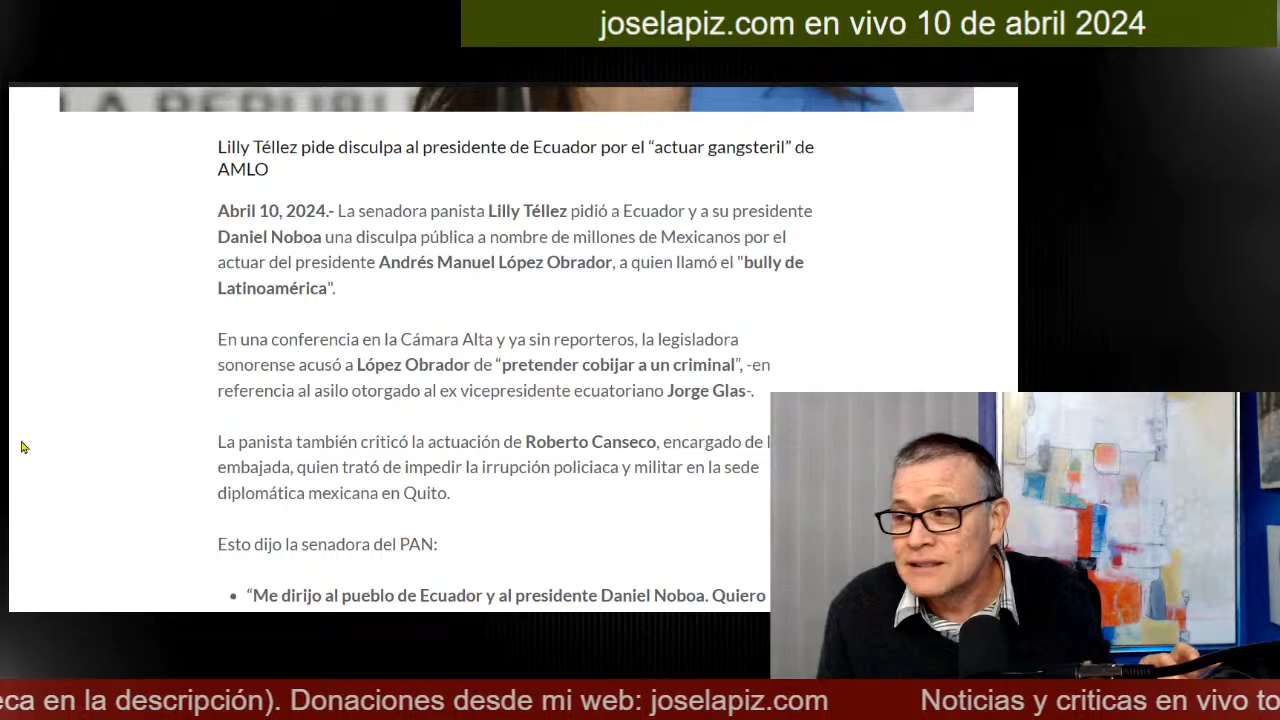 joselapiz.com en vivo 10 de abril 2024
LA REPÚBLI
Lilly Téllez pide disculpa al presidente de Ecuador por el “actuar gangsteril” de
AMLO
Abril 10, 2024.- La senadora panista Lilly Téllez pidió a Ecuador y a su presidente
Daniel Noboa una disculpa pública a nombre de millones de Mexicanos por el
actuar del presidente Andrés Manuel López Obrador, a quien llamó el "bully de
Latinoamérica".
En una conferencia en la Cámara Alta y ya sin reporteros, la legisladora
sonorense acusó a López Obrador de “pretender cobijar a un criminal”, -en
referencia al asilo otorgado al ex vicepresidente ecuatoriano Jorge Glas-.
La panista también criticó la actuación de Roberto Canseco, encargado de l
embajada, quien trató de impedir la irrupción policiaca y militar en la sede
diplomática mexicana en Quito.
Esto dijo la senadora del PAN:
• “Me dirijo al pueblo de Ecuador y al presidente Daniel Noboa. Quiero
eca en la descripción). Donaciones desde mi web: joselapiz.com Noticias y criticas en vivo to